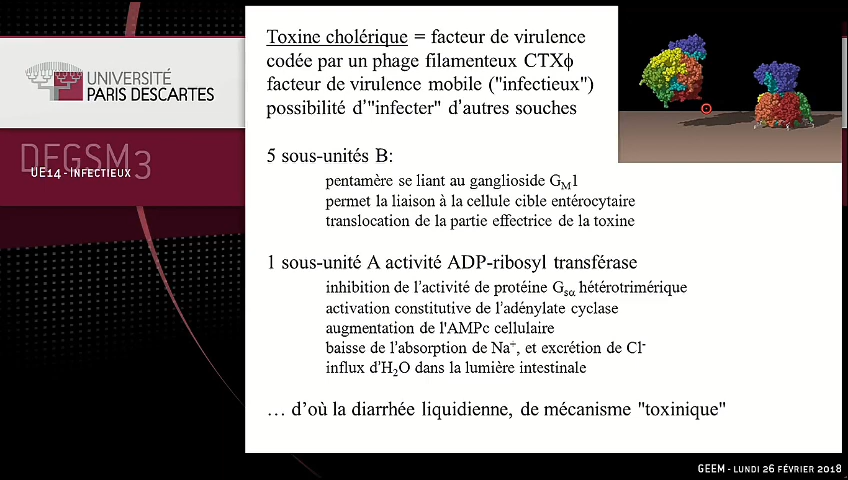 UNIVERSITÉ
PARIS DESCARTES
DFGSM3
UE14 - INFECTIEUX
Toxine cholérique = facteur de virulence
codée par un phage filamenteux CTXϕ
facteur de virulence mobile ("infectieux")
possibilité d'"infecter" d'autres souches
5 sous-unités B:
pentamère se liant au ganglioside GM1
permet la liaison à la cellule cible entérocytaire
translocation de la partie effectrice de la toxine
1 sous-unité A activité ADP-ribosyl transférase
inhibition de l'activité de protéine Gsα hétérotrimérique
activation constitutive de l'adénylate cyclase
augmentation de l'AMPc cellulaire
baisse de l'absorption de Na⁺, et excrétion de Cl⁻
influx d'H₂O dans la lumière intestinale
… d'où la diarrhée liquidienne, de mécanisme "toxinique"
GEEM - LUNDI 26 FÉVRIER 2018